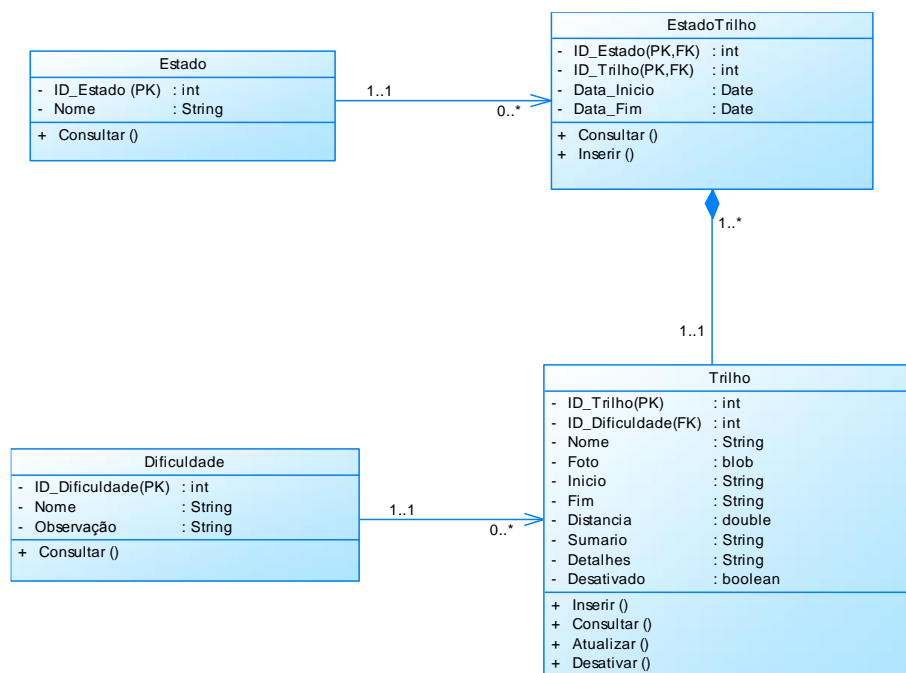 Estado
- ID_Estado (PK) : int
- Nome : String
+ Consultar ()
1..1
0..*
EstadoTrilho
- ID_Estado(PK,FK) : int
- ID_Trilho(PK,FK) : int
- Data_Inicio : Date
- Data_Fim : Date
+ Consultar ()
+ Inserir ()
1..*
1..1
Dificuldade
- ID_Dificuldade(PK) : int
- Nome : String
- Observação : String
+ Consultar ()
1..1
0..*
Trilho
- ID_Trilho(PK) : int
- ID_Dificuldade(FK) : int
- Nome : String
- Foto : blob
- Inicio : String
- Fim : String
- Distancia : double
- Sumario : String
- Detalhes : String
- Desativado : boolean
+ Inserir ()
+ Consultar ()
+ Atualizar ()
+ Desativar ()